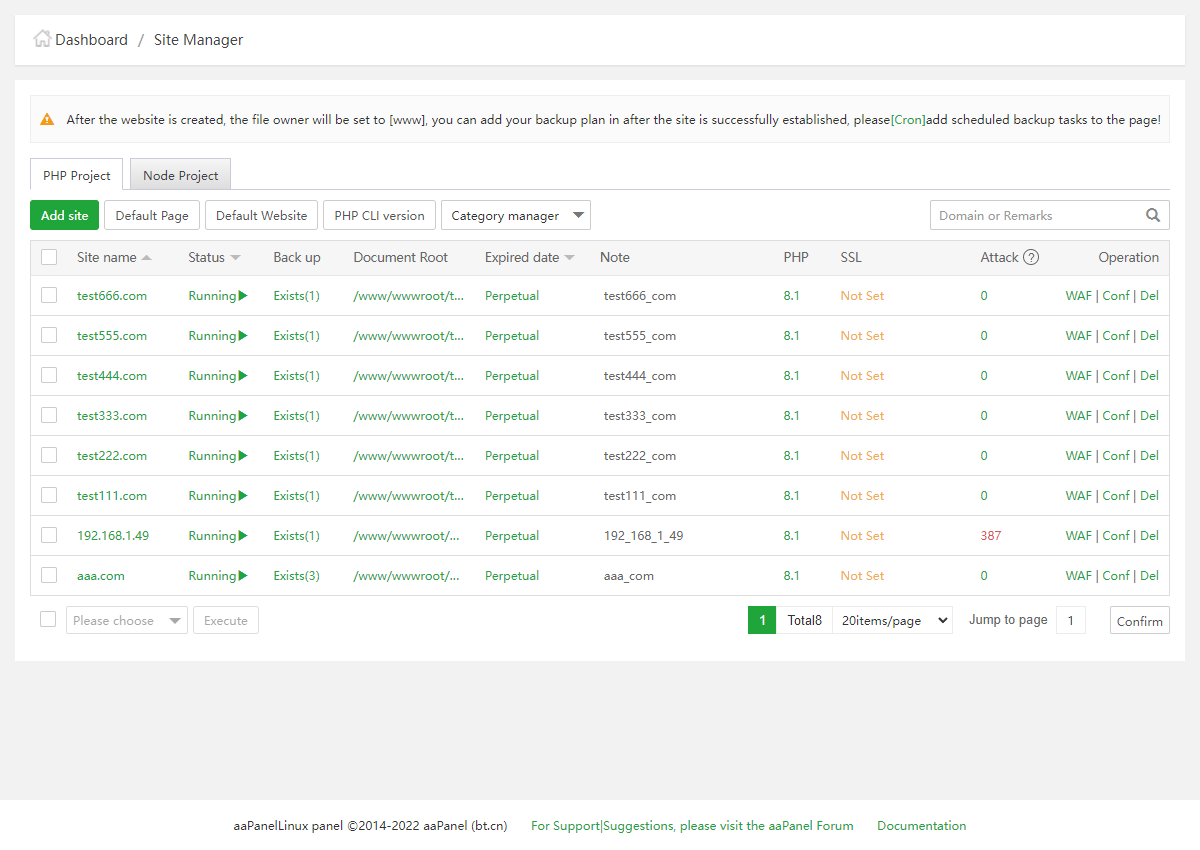 Dashboard / Site Manager
After the website is created, the file owner will be set to [www], you can add your backup plan in after the site is successfully established, please[Cron]add scheduled backup tasks to the page!
PHP Project Node Project
Add site Default Page Default Website PHP CLI version Category manager Domain or Remarks
Site name Status Back up Document Root Expired date Note PHP SSL Attack ? Operation
test666.com Running Exists(1) /www/wwwroot/t... Perpetual test666_com 8.1 Not Set 0 WAF | Conf | Del
test555.com Running Exists(1) /www/wwwroot/t... Perpetual test555_com 8.1 Not Set 0 WAF | Conf | Del
test444.com Running Exists(1) /www/wwwroot/t... Perpetual test444_com 8.1 Not Set 0 WAF | Conf | Del
test333.com Running Exists(1) /www/wwwroot/t... Perpetual test333_com 8.1 Not Set 0 WAF | Conf | Del
test222.com Running Exists(1) /www/wwwroot/t... Perpetual test222_com 8.1 Not Set 0 WAF | Conf | Del
test111.com Running Exists(1) /www/wwwroot/t... Perpetual test111_com 8.1 Not Set 0 WAF | Conf | Del
192.168.1.49 Running Exists(1) /www/wwwroot/... Perpetual 192_168_1_49 8.1 Not Set 387 WAF | Conf | Del
aaa.com Running Exists(3) /www/wwwroot/... Perpetual aaa_com 8.1 Not Set 0 WAF | Conf | Del
Please choose Execute 1 Total8 20items/page Jump to page 1 Confirm
aaPanelLinux panel ©2014-2022 aaPanel (bt.cn) For Support|Suggestions, please visit the aaPanel Forum Documentation